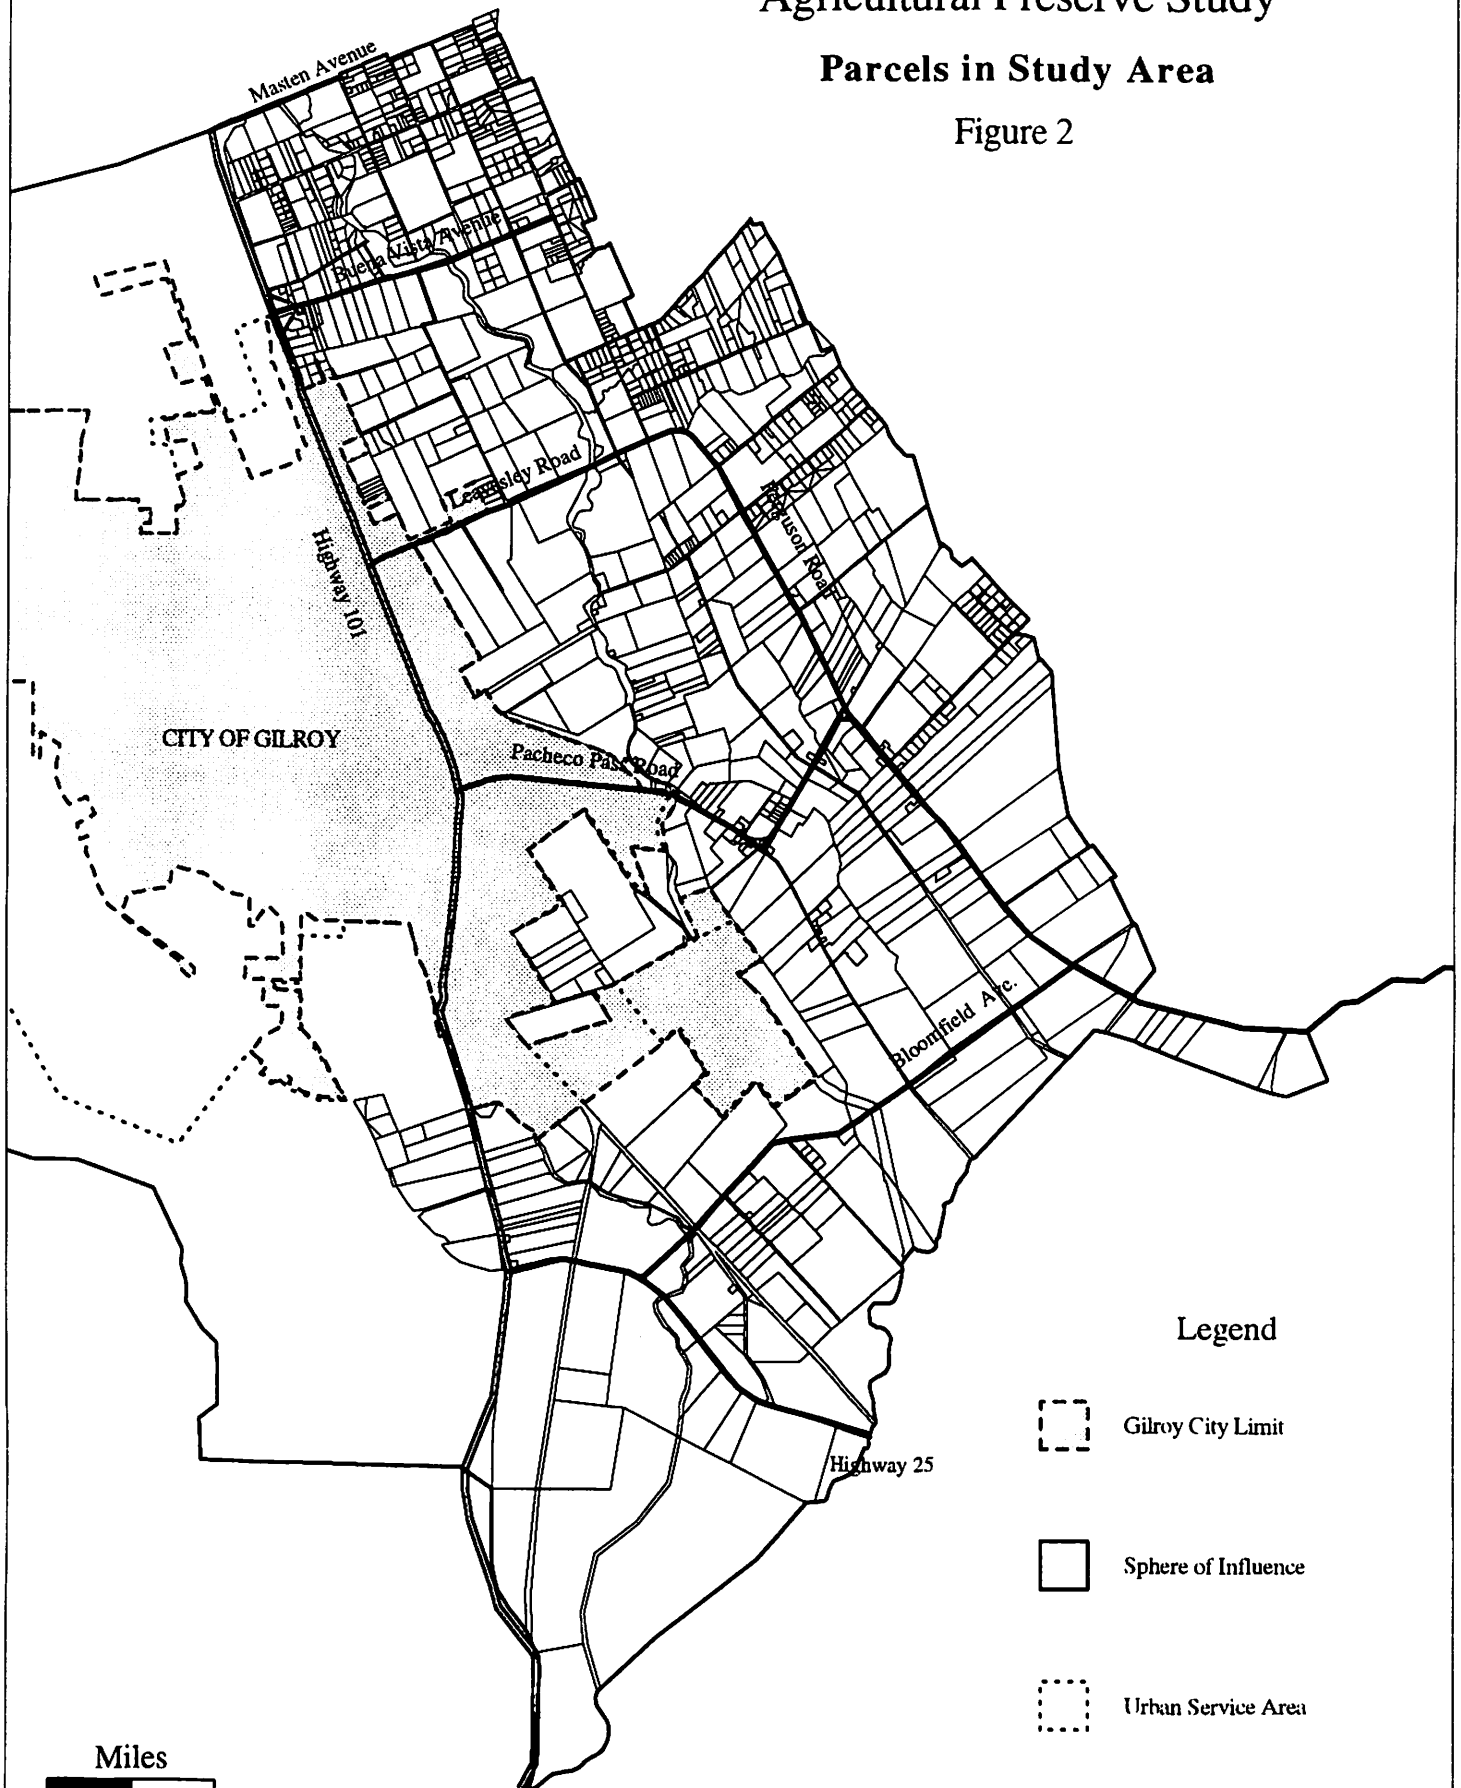 Agricultural Preserve Study
Parcels in Study Area
Figure 2
Masten Avenue
Buena Vista Avenue
Leavesley Road
Ferguson Road
Highway 101
CITY OF GILROY
Pacheco Pass Road
Bloomfield Ave.
Highway 25
Legend
Gilroy City Limit
Sphere of Influence
Urban Service Area
Miles